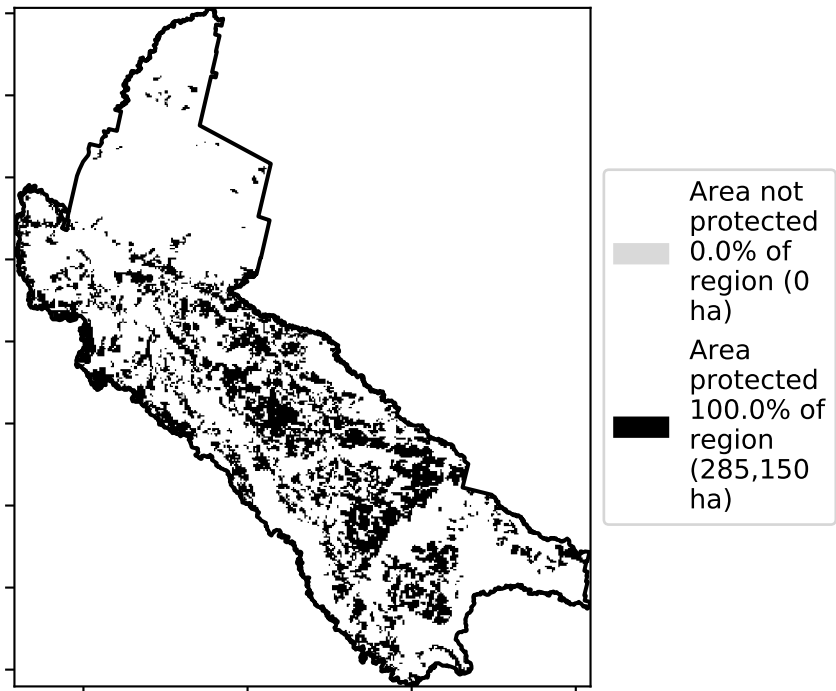 Area not
protected
0.0% of
region (0
ha)
Area
protected
100.0% of
region
(285,150
ha)